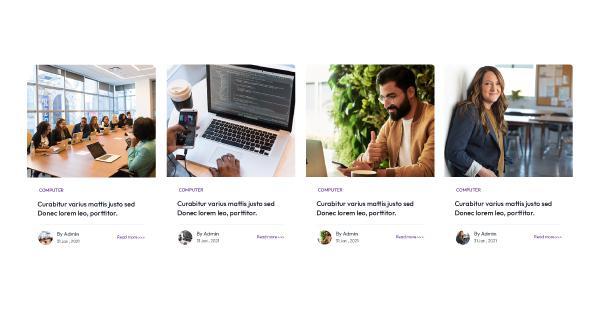 COMPUTER
Curabitur varius mattis justo sed
Donec lorem leo, porttitor.
By Admin
31 Jan , 2021
Read more>>>
COMPUTER
Curabitur varius mattis justo sed
Donec lorem leo, porttitor.
By Admin
31 Jan , 2021
Read more>>>
COMPUTER
Curabitur varius mattis justo sed
Donec lorem leo, porttitor.
By Admin
31 Jan , 2021
Read more>>>
COMPUTER
Curabitur varius mattis justo sed
Donec lorem leo, porttitor.
By Admin
31 Jan , 2021
Read more>>>